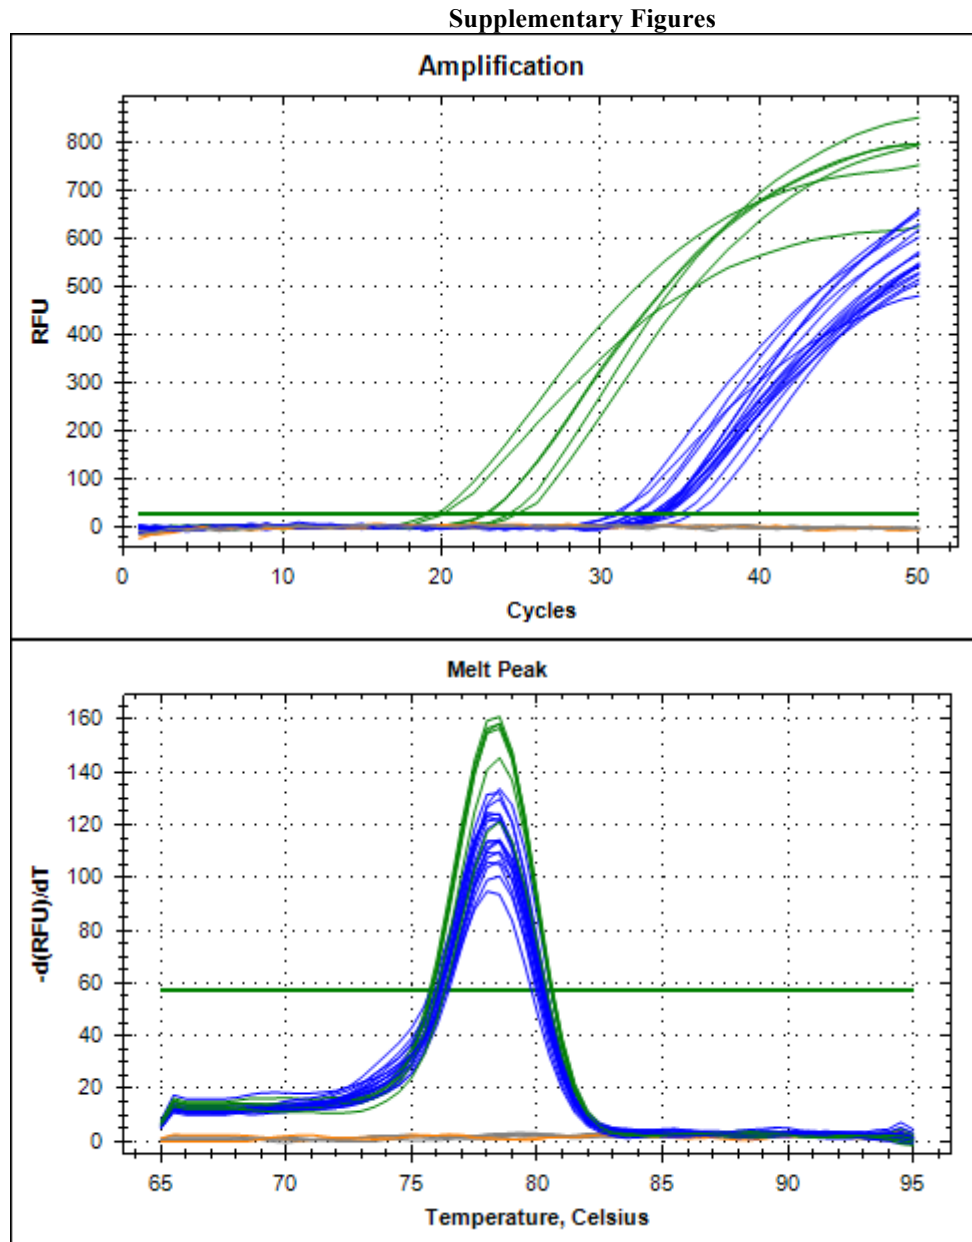 Supplementary Figures
Amplification
800
700
600
500
400
300
200
100
0
RFU
0 10 20 30 40 50
Cycles
Melt Peak
160
140
120
100
80
60
40
20
0
-d(RFU)/dT
65 70 75 80 85 90 95
Temperature, Celsius